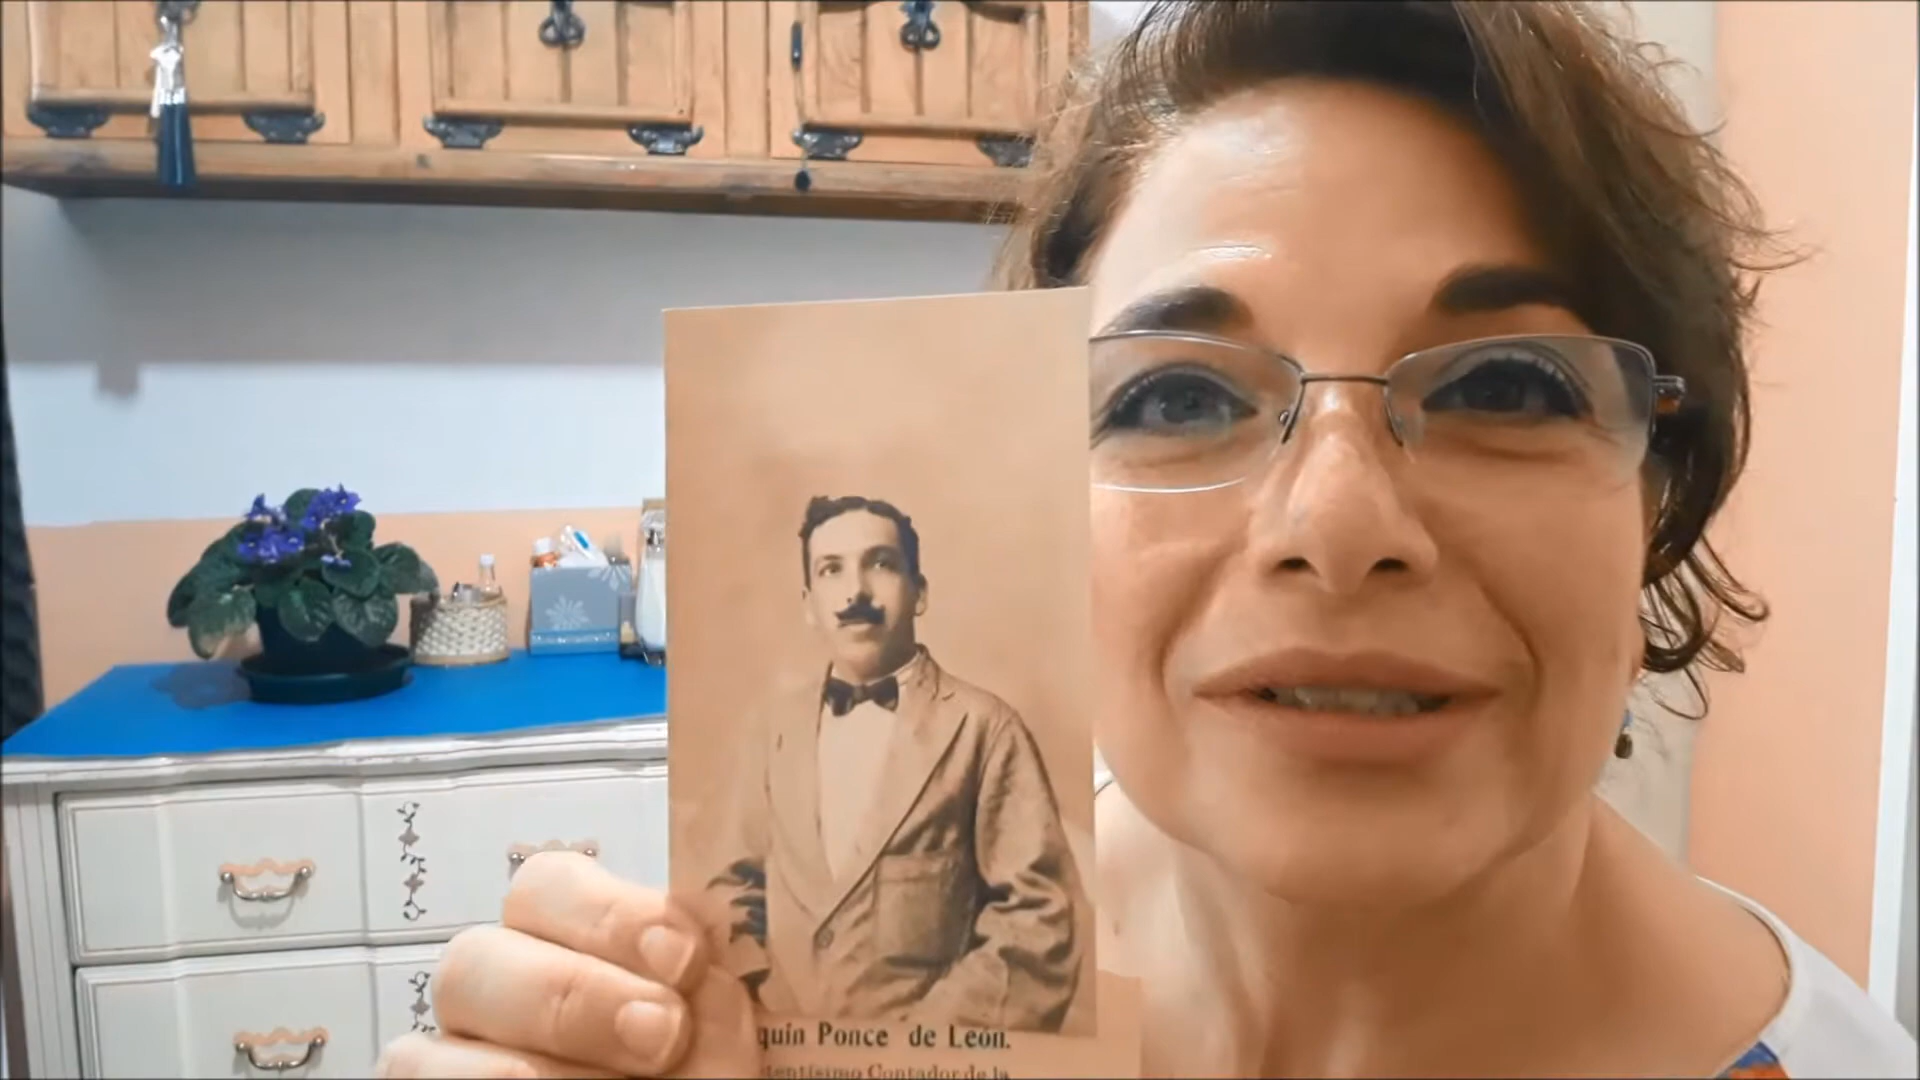 quín Ponce de León.
tentísimo Contador de la